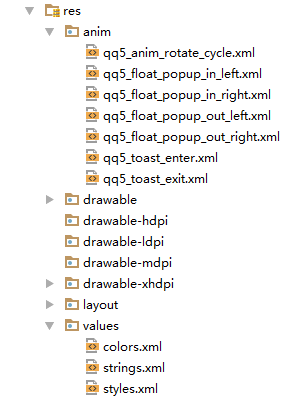 res
anim
qq5_anim_rotate_cycle.xml
qq5_float_popup_in_left.xml
qq5_float_popup_in_right.xml
qq5_float_popup_out_left.xml
qq5_float_popup_out_right.xml
qq5_toast_enter.xml
qq5_toast_exit.xml
drawable
drawable-hdpi
drawable-ldpi
drawable-mdpi
drawable-xhdpi
layout
values
colors.xml
strings.xml
styles.xml